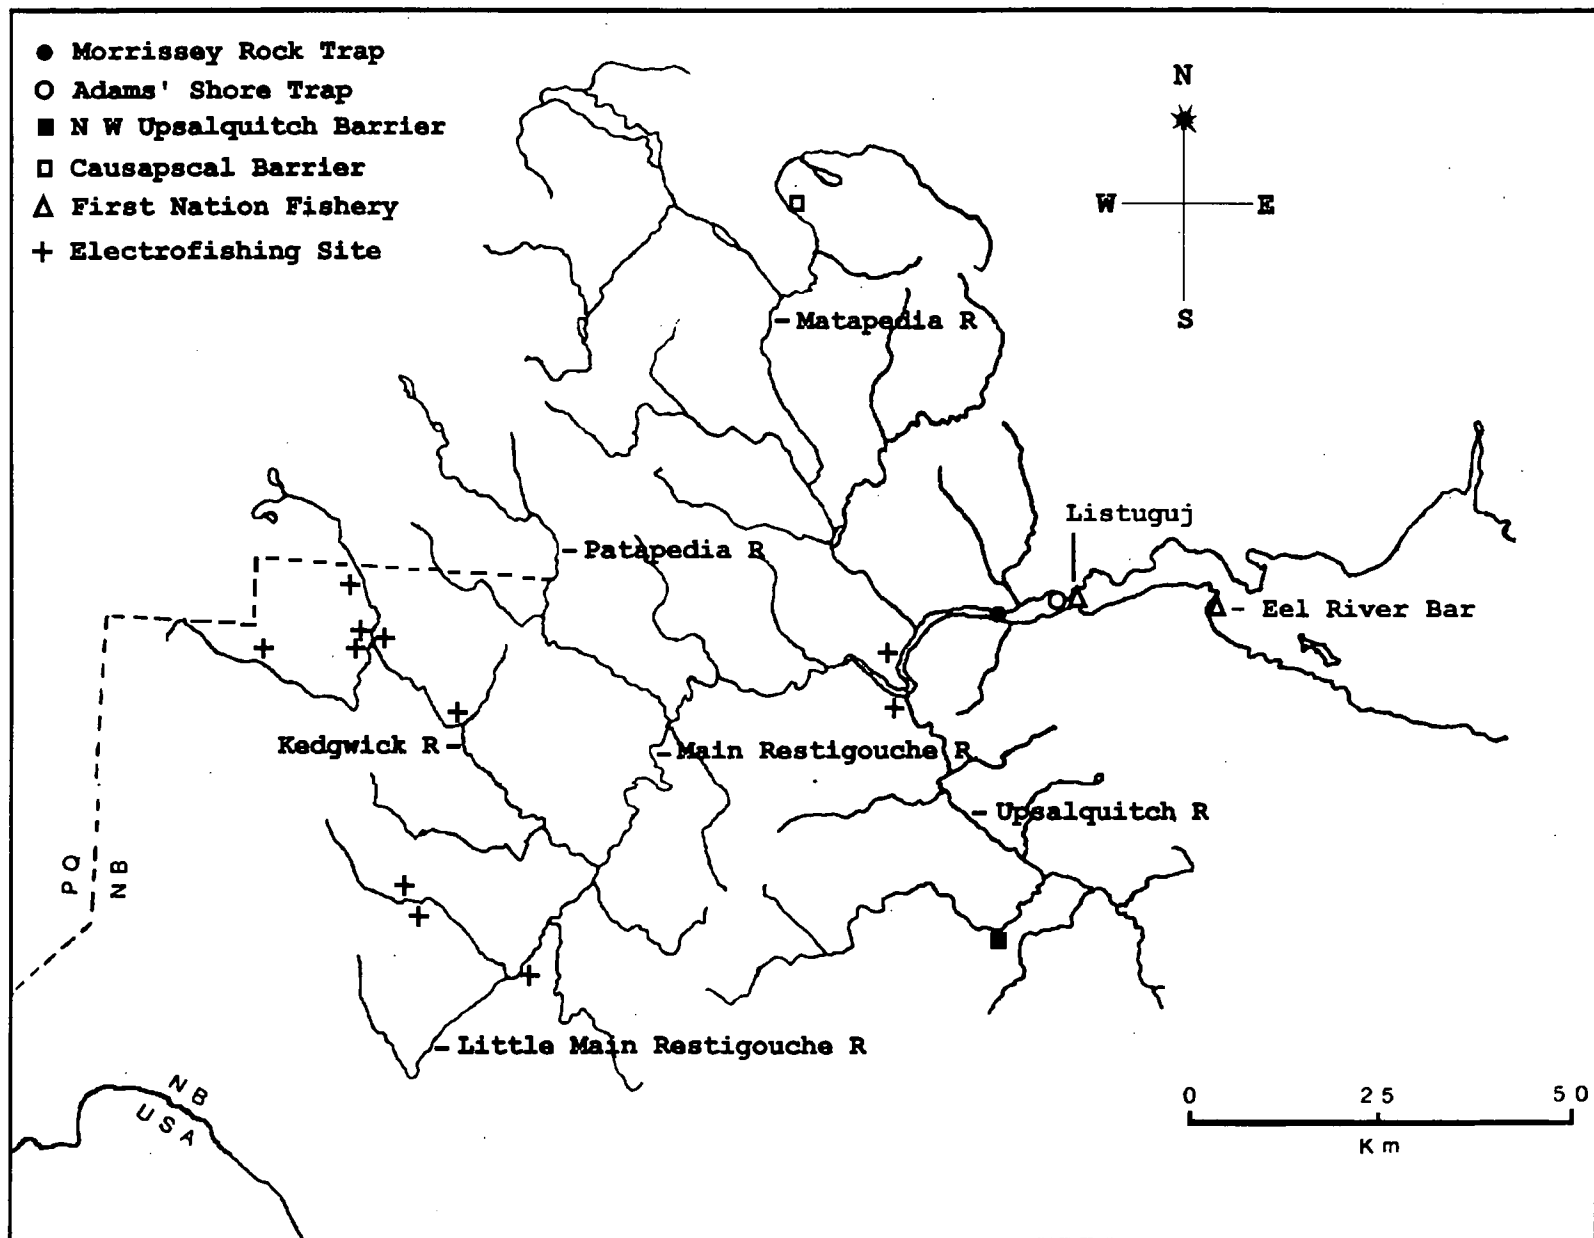 Morrissey Rock Trap
Adams' Shore Trap
N W Upsalquitch Barrier
Causapscal Barrier
First Nation Fishery
Electrofishing Site
N
W E
S
Matapedia R
Listuguj
Patapedia R
Eel River Bar
Kedgwick R
Main Restigouche R
Upsalquitch R
PQ
NB
Little Main Restigouche R
NB
USA
0 25 50
Km